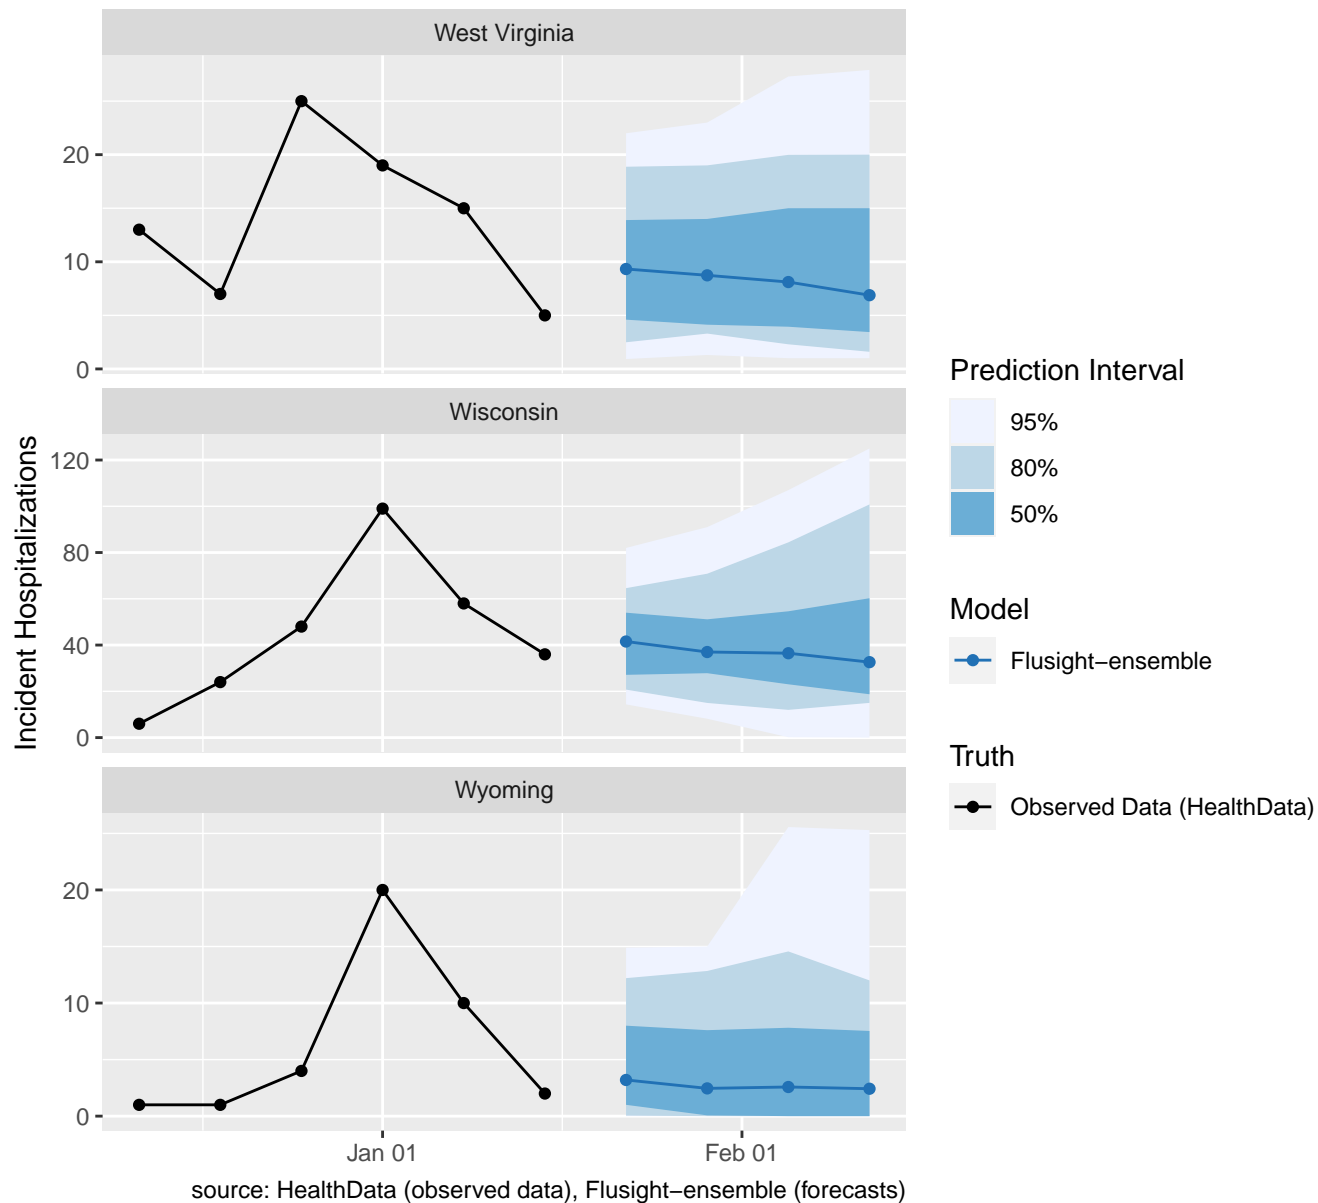 West Virginia
20
10
0
Wisconsin
120
80
40
0
Wyoming
20
10
0
Incident Hospitalizations
Jan 01
Feb 01
source: HealthData (observed data), Flusight−ensemble (forecasts)
Prediction Interval
95%
80%
50%
Model
Flusight−ensemble
Truth
Observed Data (HealthData)